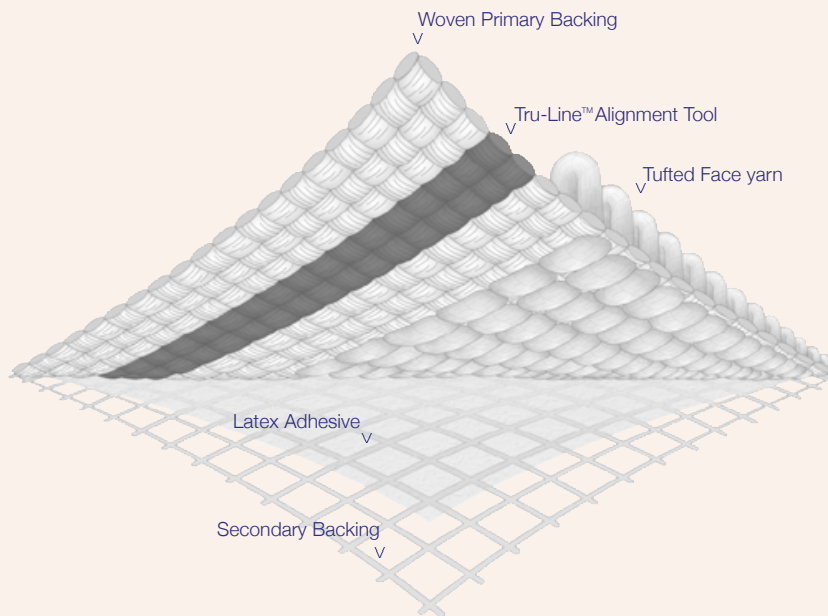 Woven Primary Backing
Tru-Line™ Alignment Tool
Tufted Face yarn
Latex Adhesive
Secondary Backing